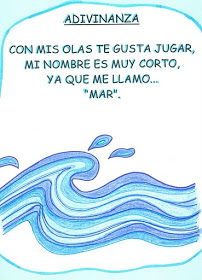 ADIVINANZA
CON MIS OLAS TE GUSTA JUGAR,
MI NOMBRE ES MUY CORTO,
YA QUE ME LLAMO...
"MAR".